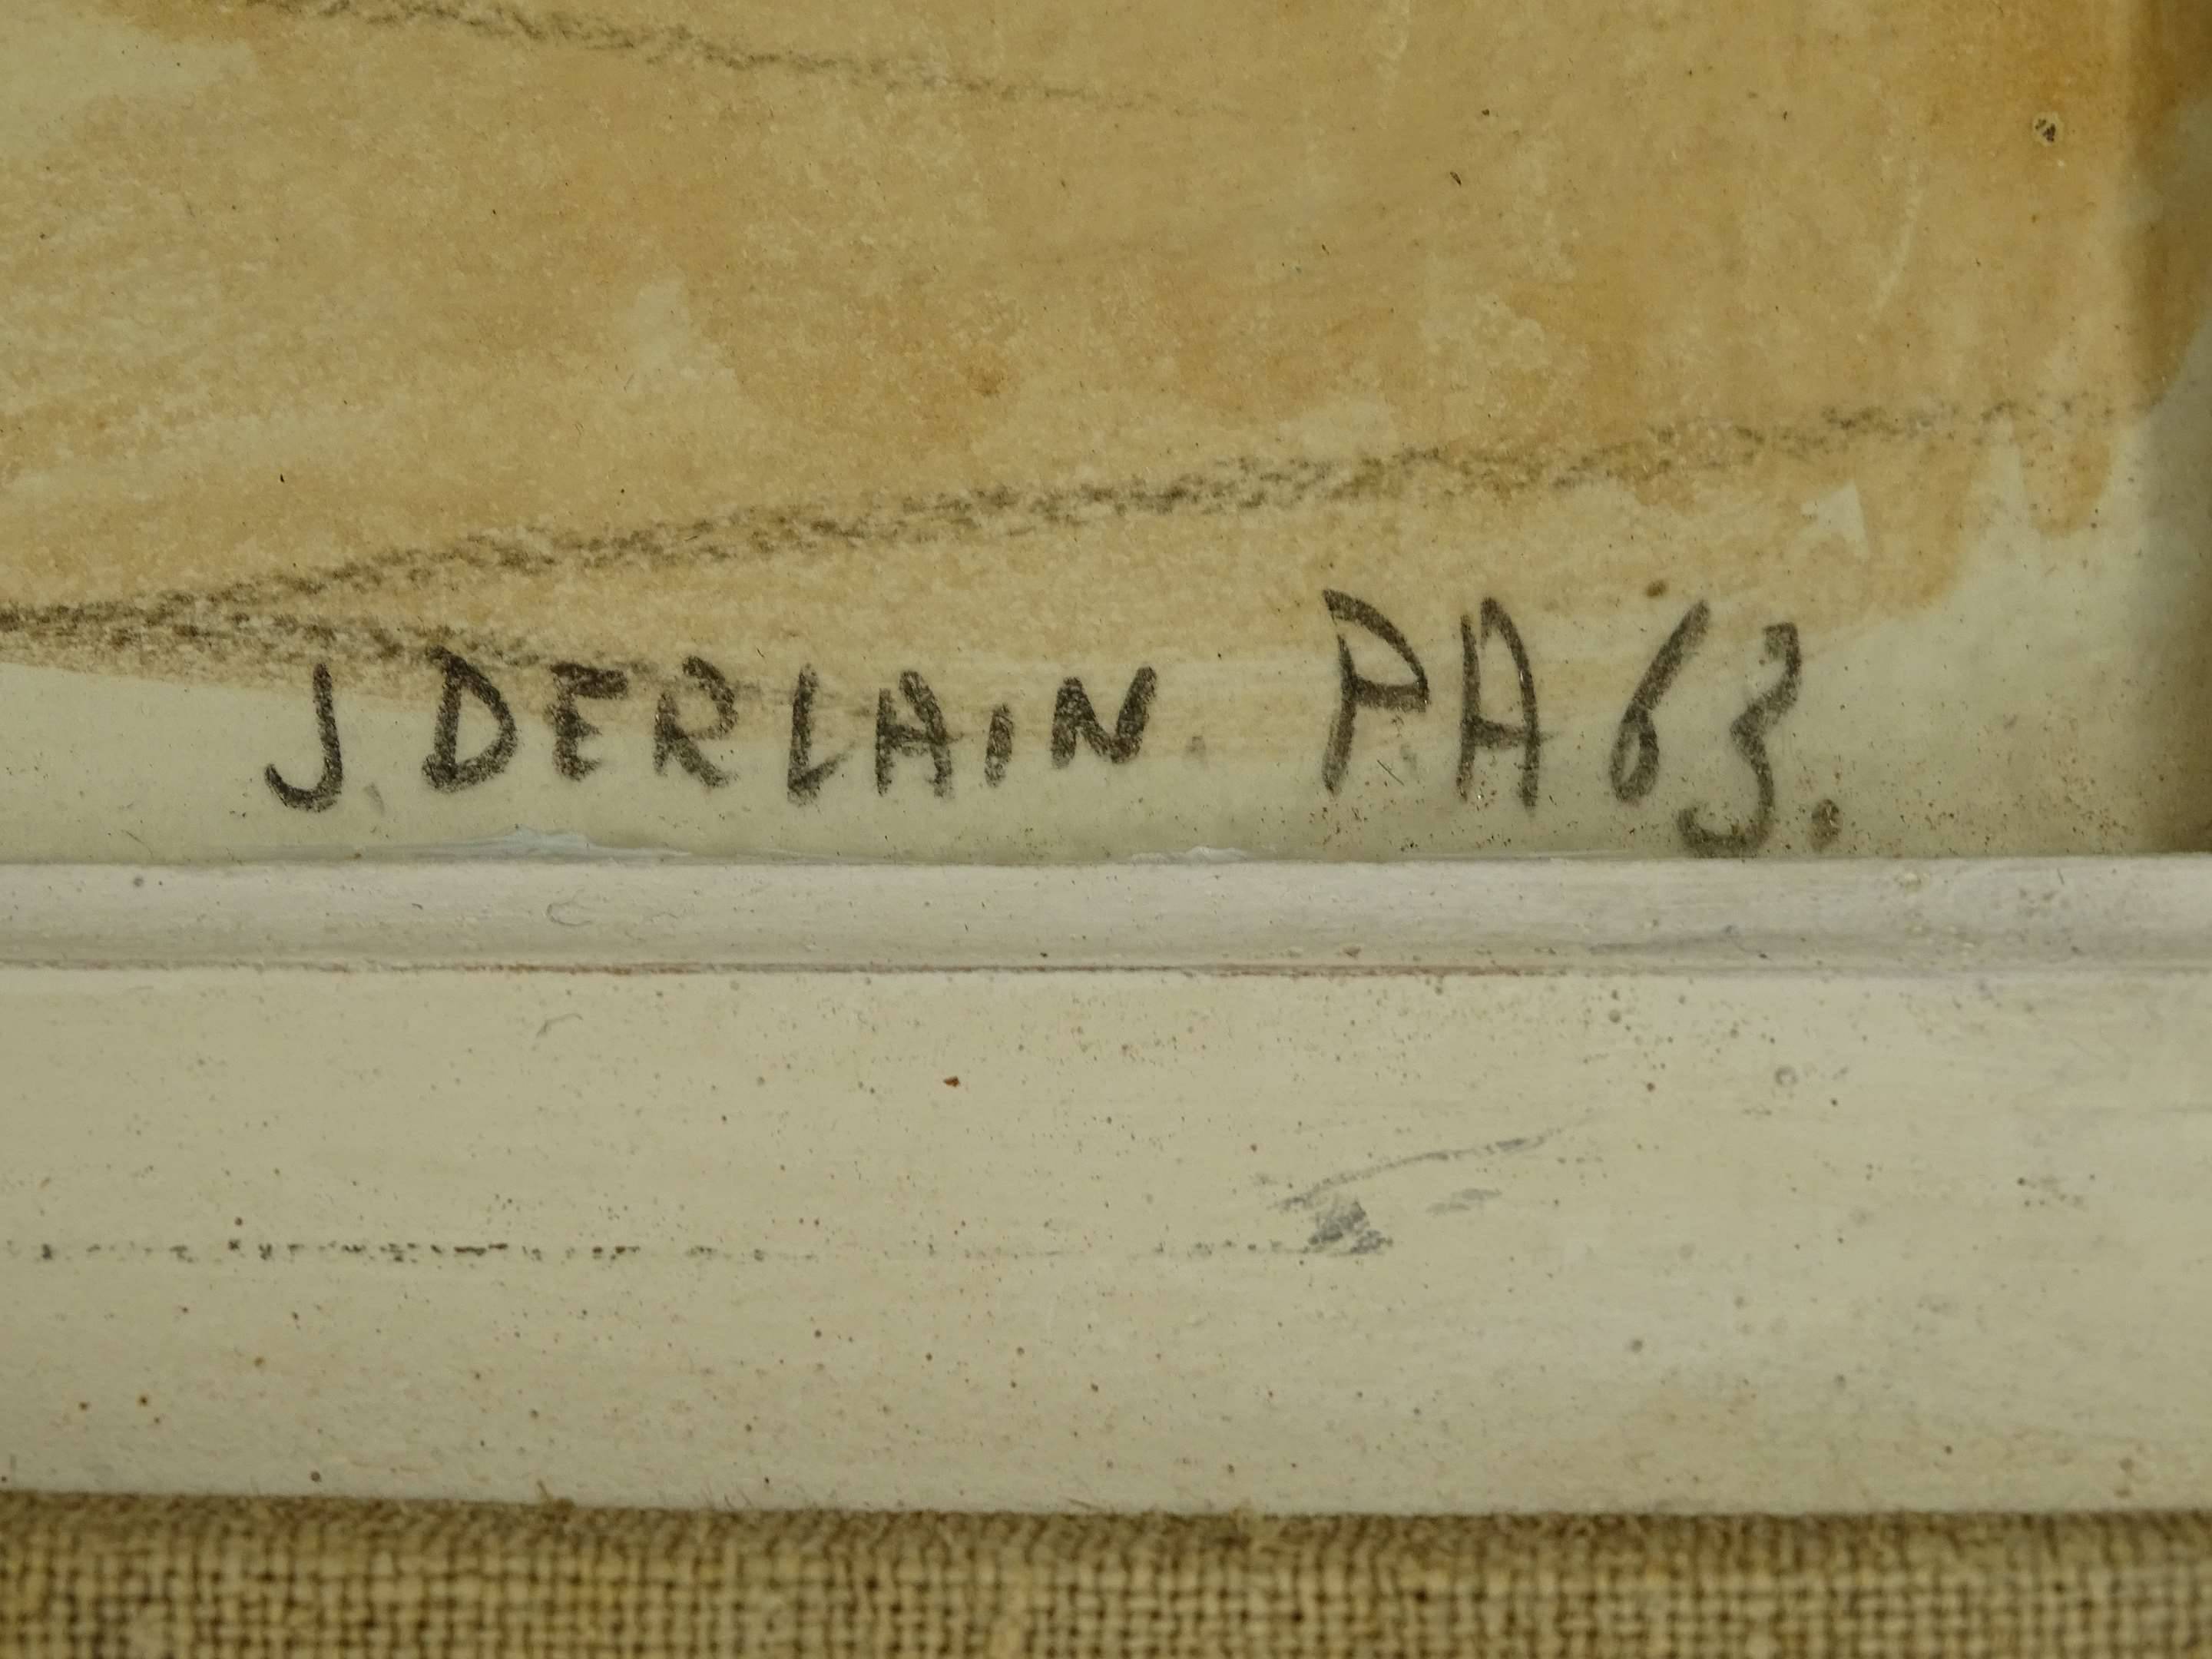 J. DERLAIN. PA 63.